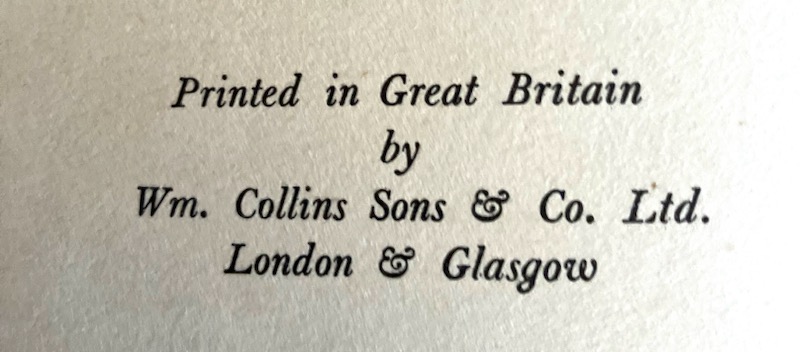 Printed in Great Britain
by
Wm. Collins Sons & Co. Ltd.
London & Glasgow